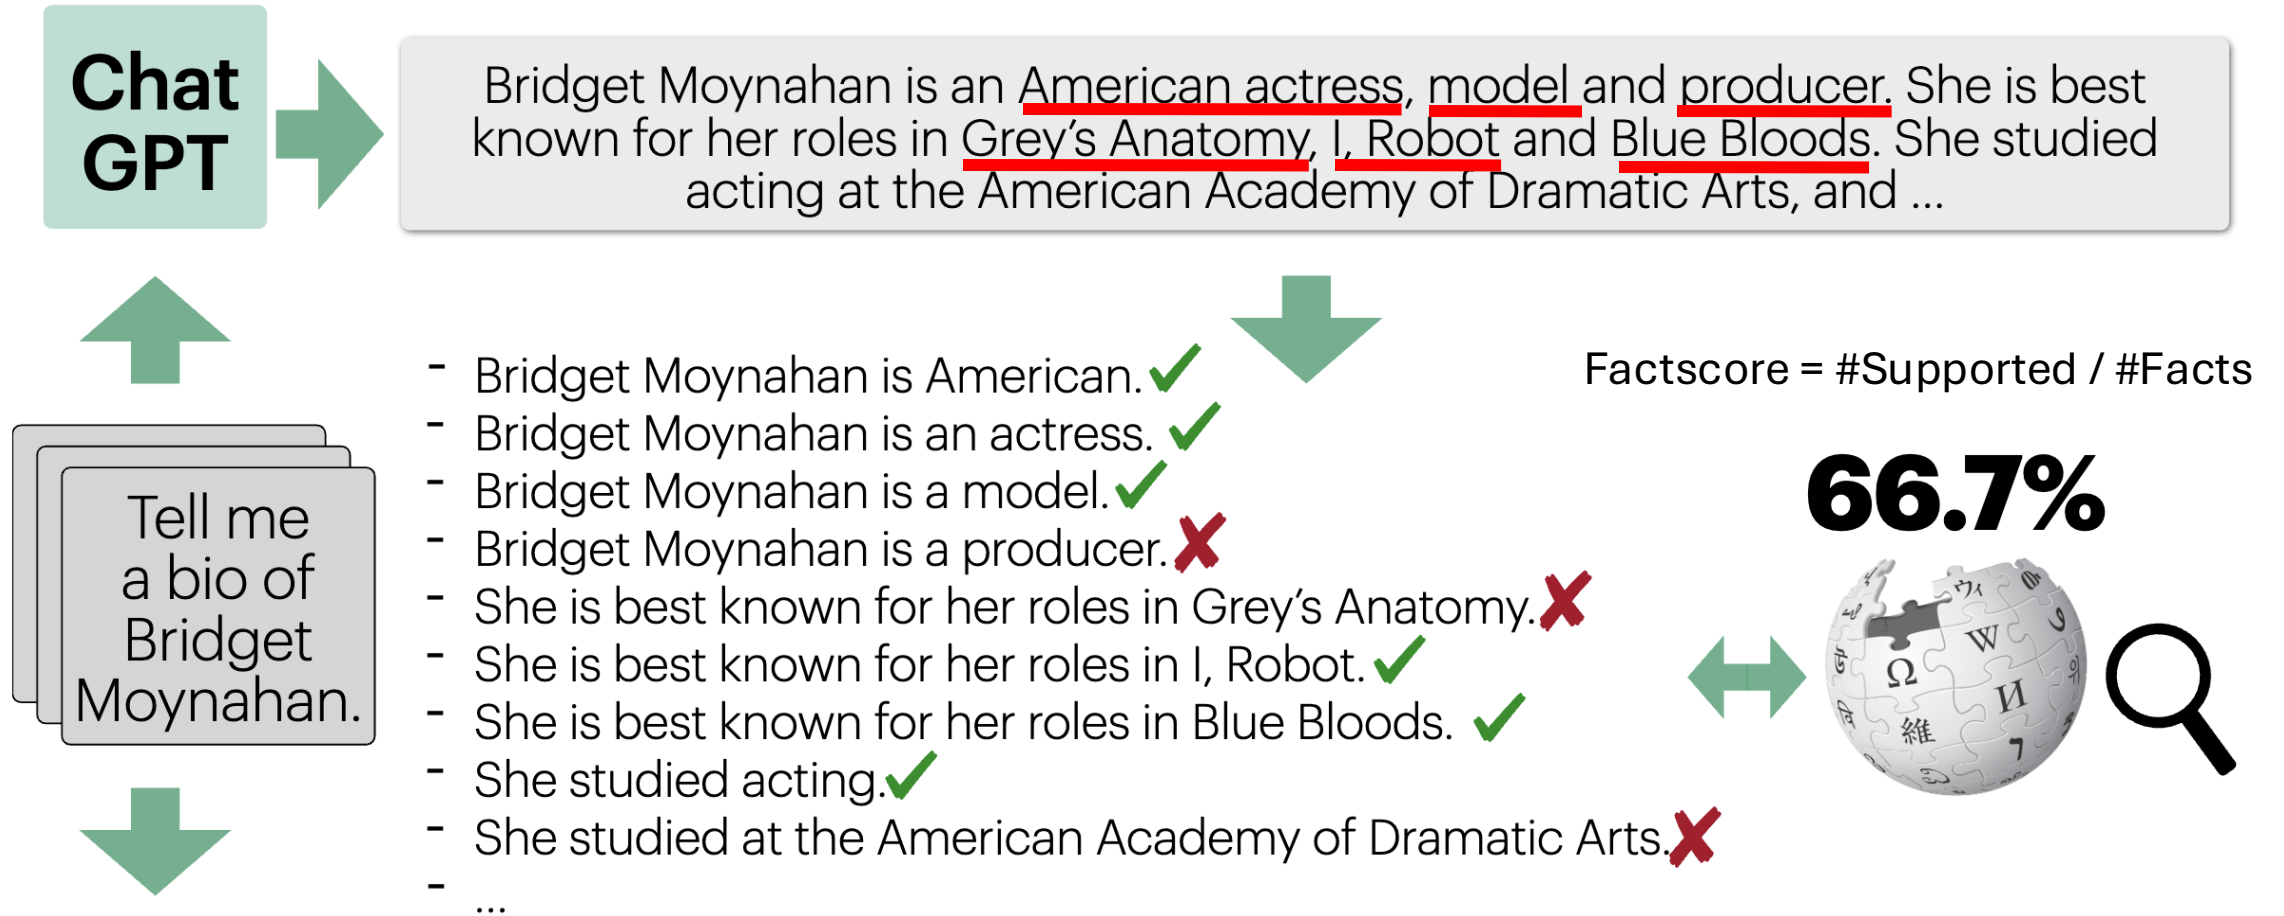 Chat
GPT
Bridget Moynahan is an American actress, model and producer. She is best
known for her roles in Grey's Anatomy, I, Robot and Blue Bloods. She studied
acting at the American Academy of Dramatic Arts, and ...
Tell me
a bio of
Bridget
Moynahan.
- Bridget Moynahan is American.
- Bridget Moynahan is an actress.
- Bridget Moynahan is a model.
- Bridget Moynahan is a producer.
- She is best known for her roles in Grey's Anatomy.
- She is best known for her roles in I, Robot.
- She is best known for her roles in Blue Bloods.
- She studied acting.
- She studied at the American Academy of Dramatic Arts.
- ...
Factscore = #Supported / #Facts
66.7%
Ω W И
維